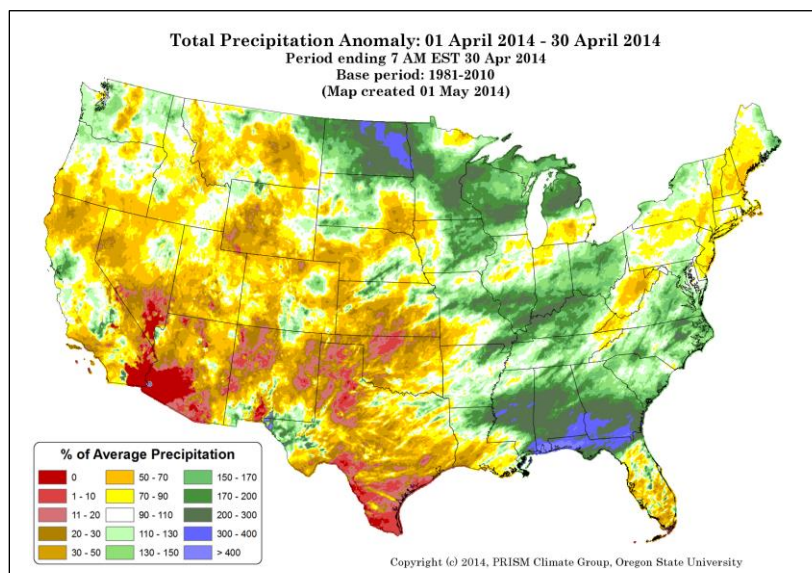 Total Precipitation Anomaly: 01 April 2014 - 30 April 2014
Period ending 7 AM EST 30 Apr 2014
Base period: 1981-2010
(Map created 01 May 2014)
% of Average Precipitation
0
50 - 70
150 - 170
1 - 10
70 - 90
170 - 200
11 - 20
90 - 110
200 - 300
20 - 30
110 - 130
300 - 400
30 - 50
130 - 150
> 400
Copyright (c) 2014, PRISM Climate Group, Oregon State University